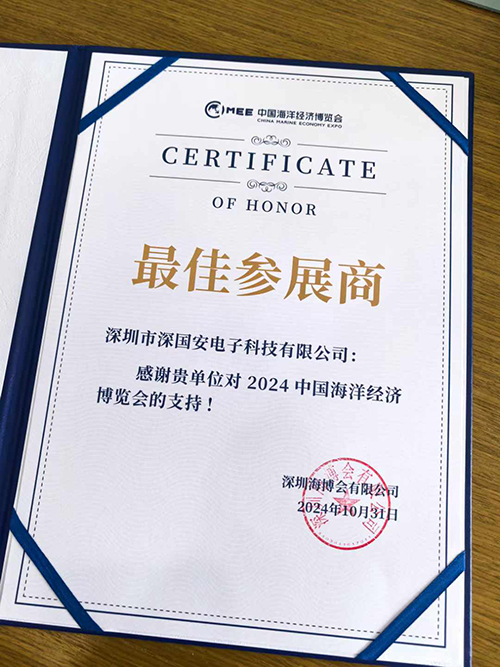 CMEE 中国海洋经济博览会
CHINA MARINE ECONOMY EXPO
CERTIFICATE
OF HONOR
最佳参展商
深圳市深国安电子科技有限公司：
感谢贵单位对 2024 中国海洋经济
博览会的支持！
深圳海博会有限公司
2024年10月31日